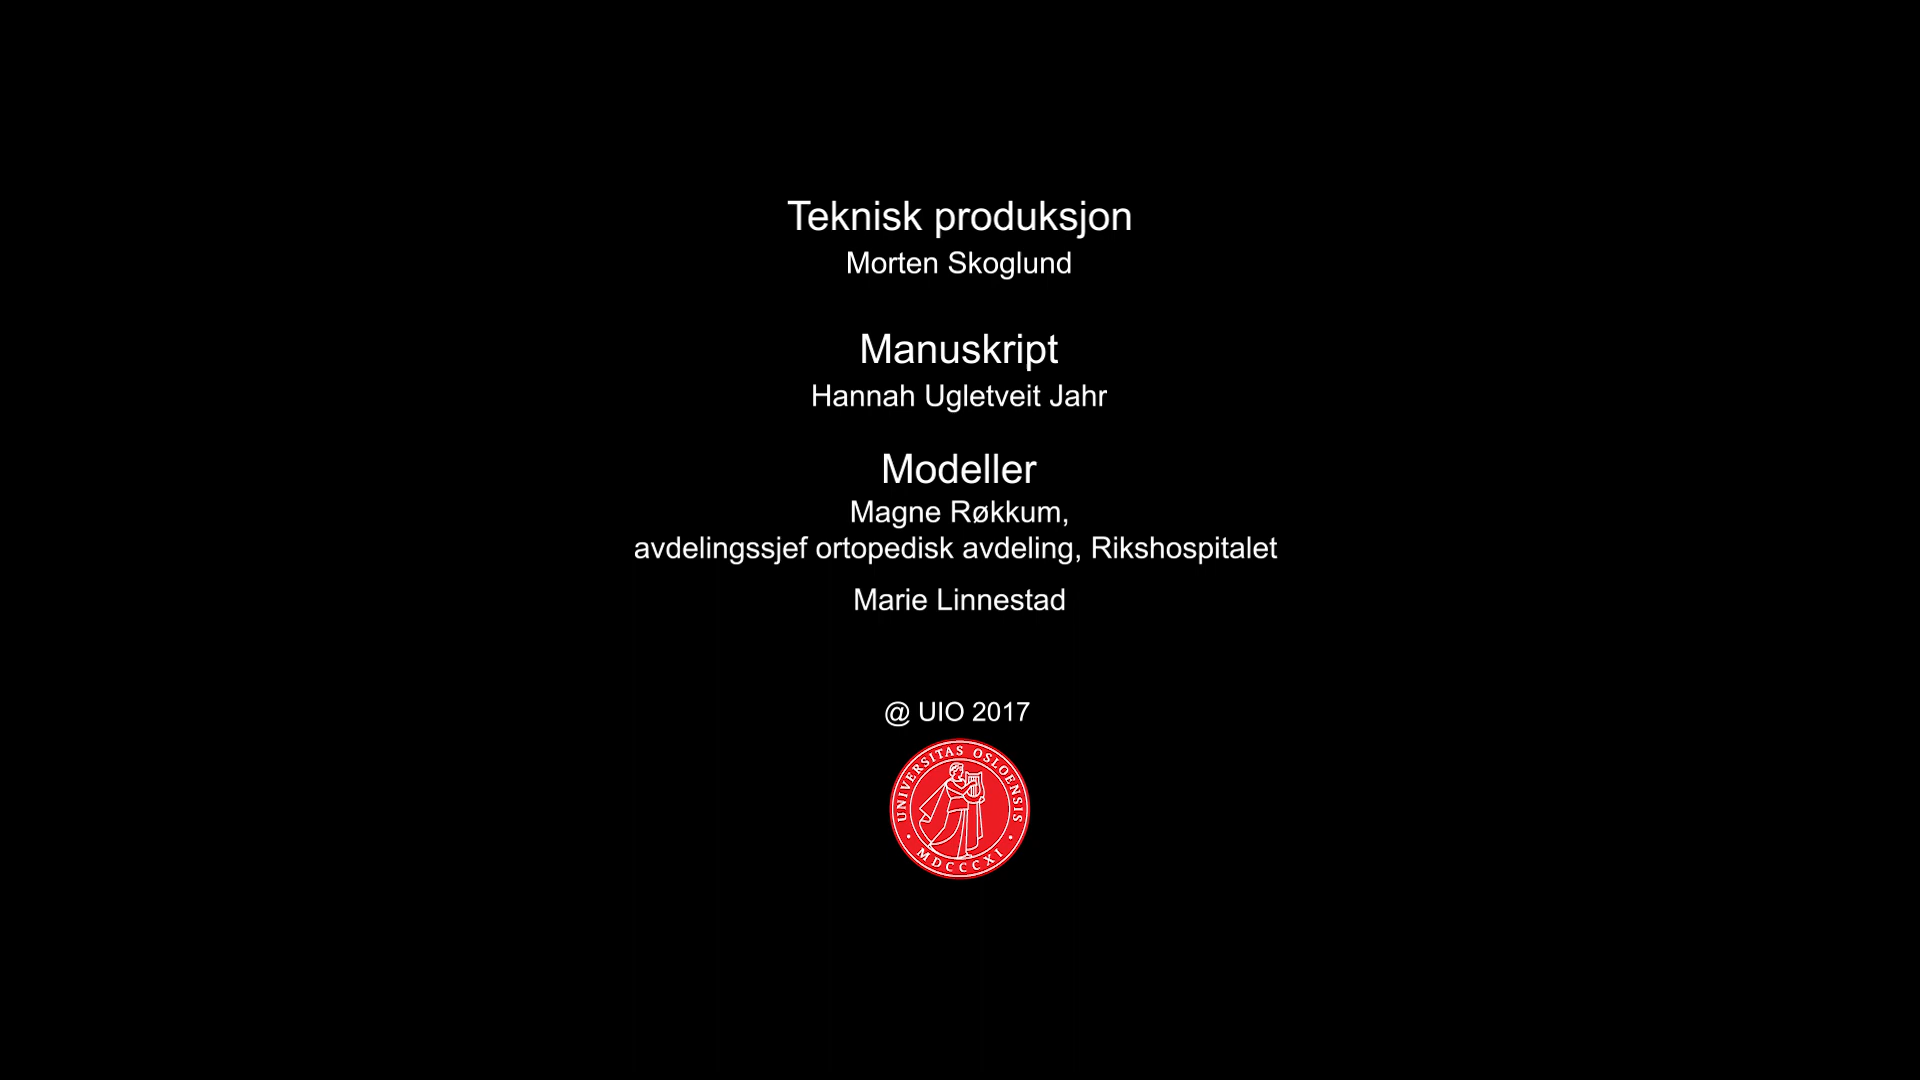 Teknisk produksjon
Morten Skoglund
Manuskript
Hannah Ugletveit Jahr
Modeller
Magne Røkkum,
avdelingssjef ortopedisk avdeling, Rikshospitalet
Marie Linnestad
@ UIO 2017
UNIVERSITAS OSLOENSIS
MDCCCXI